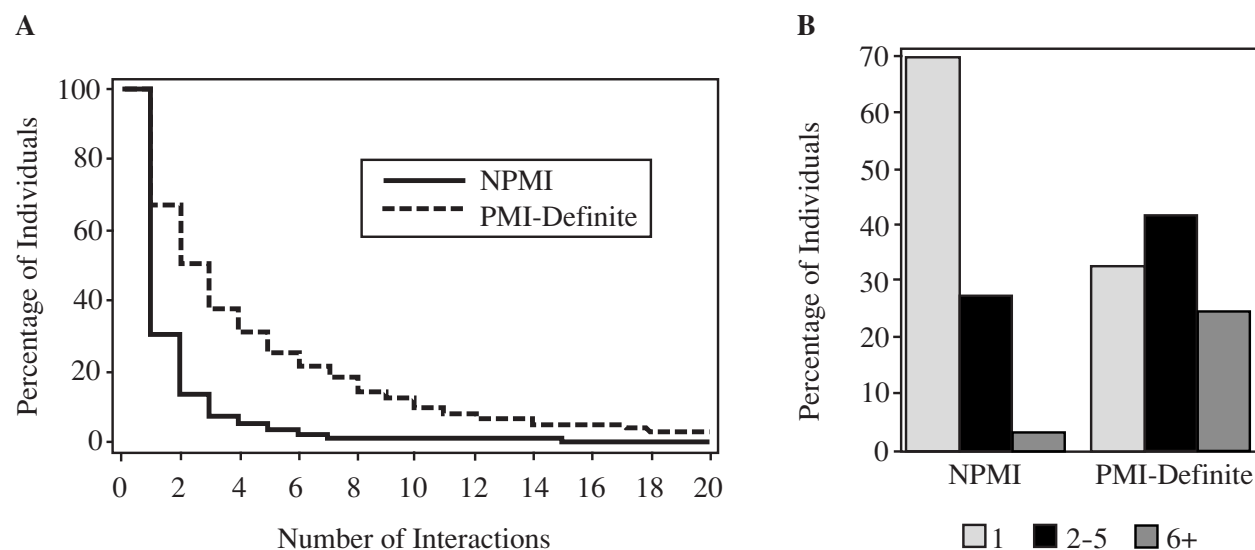 A
Percentage of Individuals
100
80
60
40
20
0
NPMI
PMI-Definite
0 2 4 6 8 10 12 14 16 18 20
Number of Interactions
B
Percentage of Individuals
70
60
50
40
30
20
10
0
NPMI PMI-Definite
1 2-5 6+